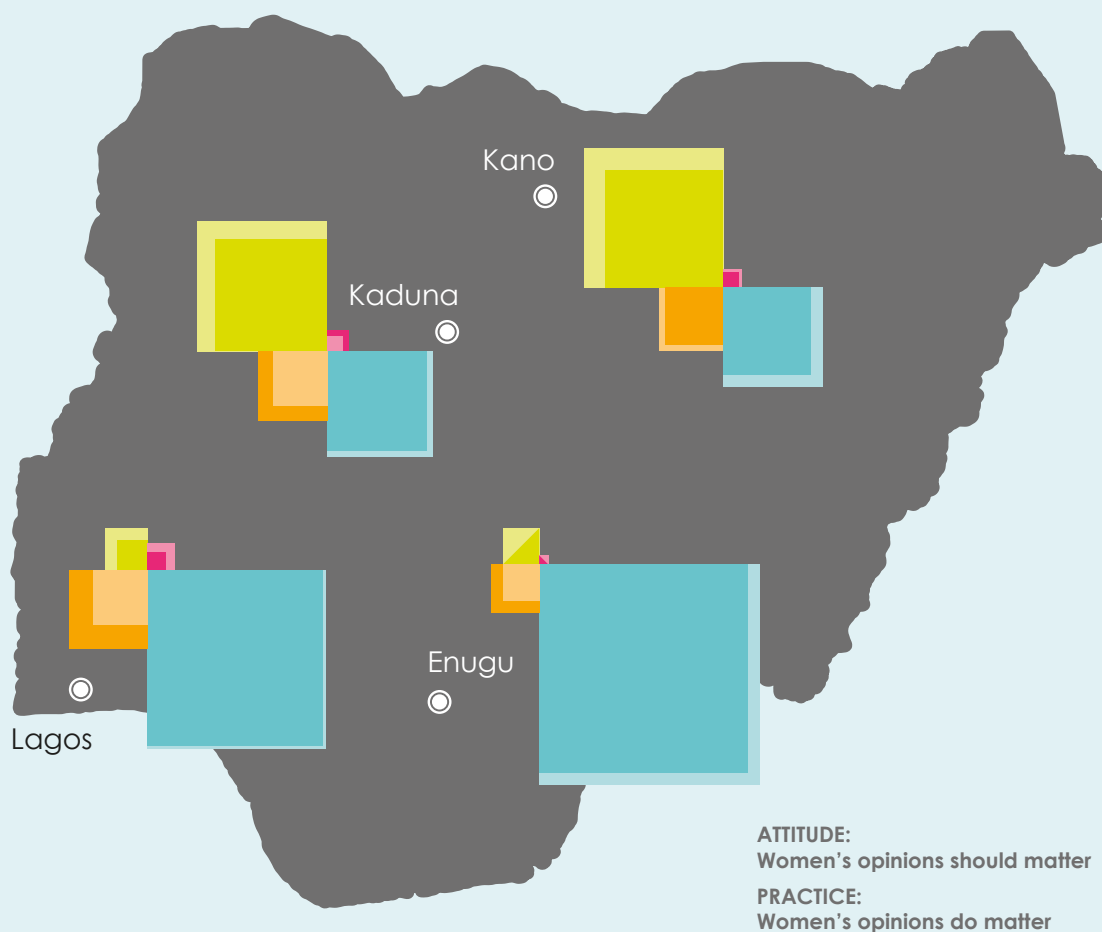 Kano
Kaduna
Enugu
Lagos
ATTITUDE:
Women’s opinions should matter
PRACTICE:
Women’s opinions do matter